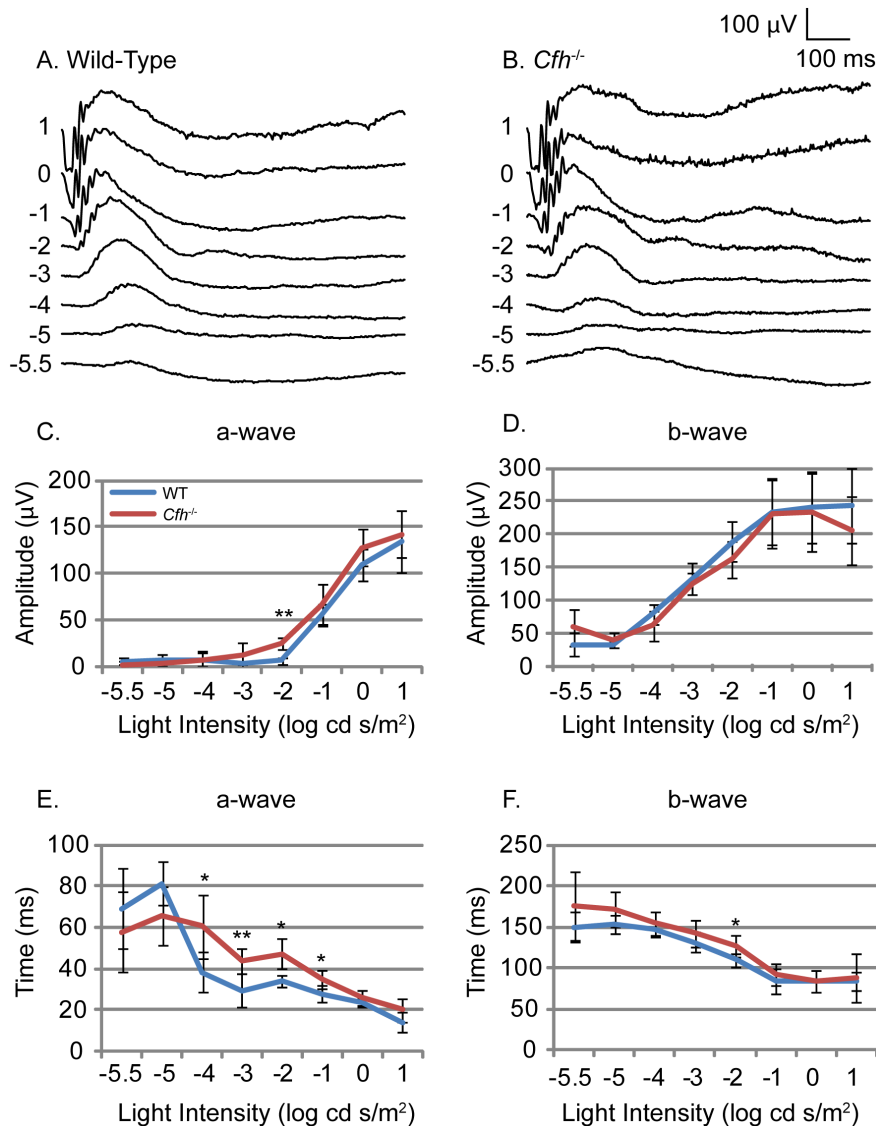 100 µV
100 ms
A. Wild-Type
B. Cfh-/-
1
0
-1
-2
-3
-4
-5
-5.5
1
0
-1
-2
-3
-4
-5
-5.5
C.
a-wave
D.
b-wave
Amplitude (µV)
200
150
100
50
0
WT
Cfh-/-
**
-5.5 -5 -4 -3 -2 -1 0 1
Light Intensity (log cd s/m²)
Amplitude (µV)
300
250
200
150
100
50
0
-5.5 -5 -4 -3 -2 -1 0 1
Light Intensity (log cd s/m²)
E.
a-wave
F.
b-wave
Time (ms)
100
80
60
40
20
0
*
**
*
*
-5.5 -5 -4 -3 -2 -1 0 1
Light Intensity (log cd s/m²)
Time (ms)
250
200
150
100
50
0
*
-5.5 -5 -4 -3 -2 -1 0 1
Light Intensity (log cd s/m²)